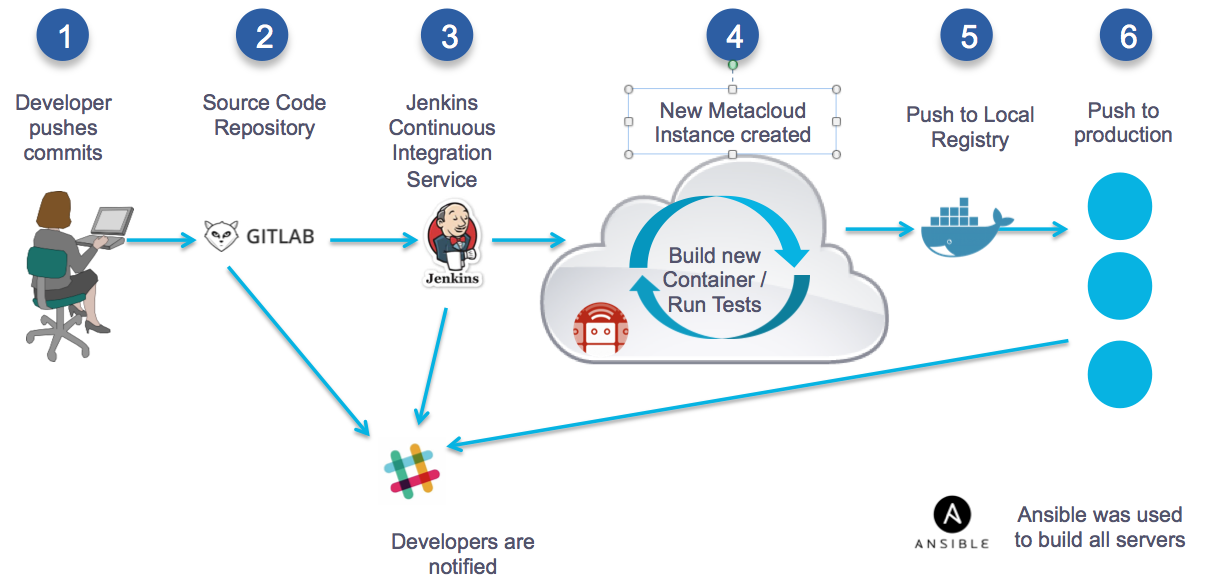 1
2
3
4
5
6
Developer
pushes
commits
Source Code
Repository
Jenkins
Continuous
Integration
Service
New Metacloud
Instance created
Push to Local
Registry
Push to
production
GITLAB
Jenkins
Build new
Container /
Run Tests
Developers are
notified
ANSIBLE
Ansible was used
to build all servers